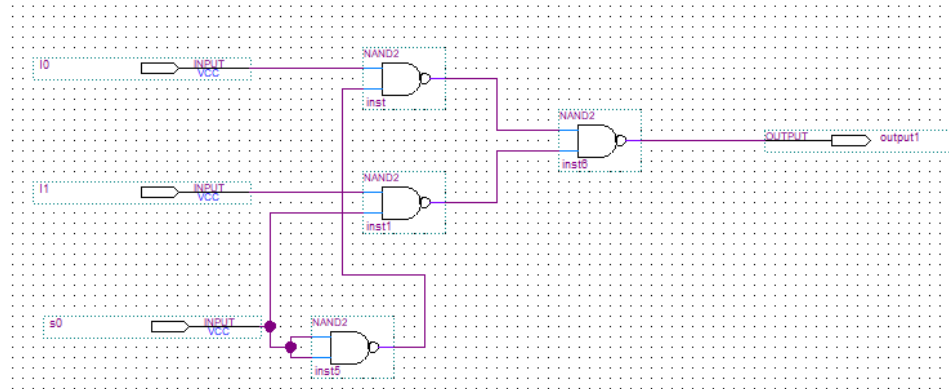 NAND2
I0
INPUT
VCC
inst
NAND2
OUTPUT
output1
inst6
NAND2
I1
INPUT
VCC
inst1
s0
INPUT
VCC
NAND2
inst5